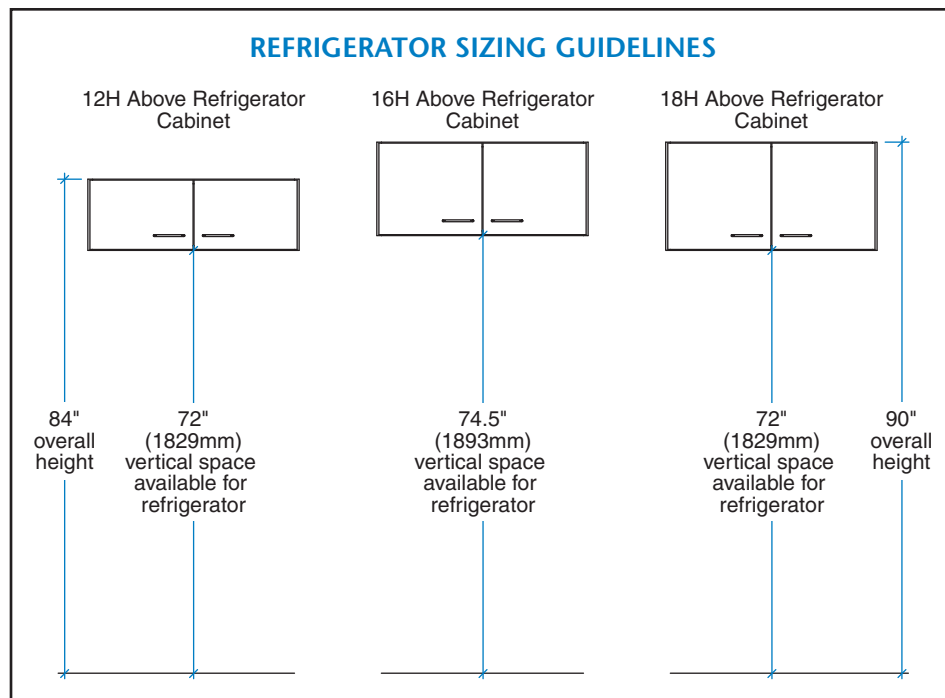 REFRIGERATOR SIZING GUIDELINES
12H Above Refrigerator
Cabinet
16H Above Refrigerator
Cabinet
18H Above Refrigerator
Cabinet
84"
overall
height
72"
(1829mm)
vertical space
available for
refrigerator
74.5"
(1893mm)
vertical space
available for
refrigerator
72"
(1829mm)
vertical space
available for
refrigerator
90"
overall
height